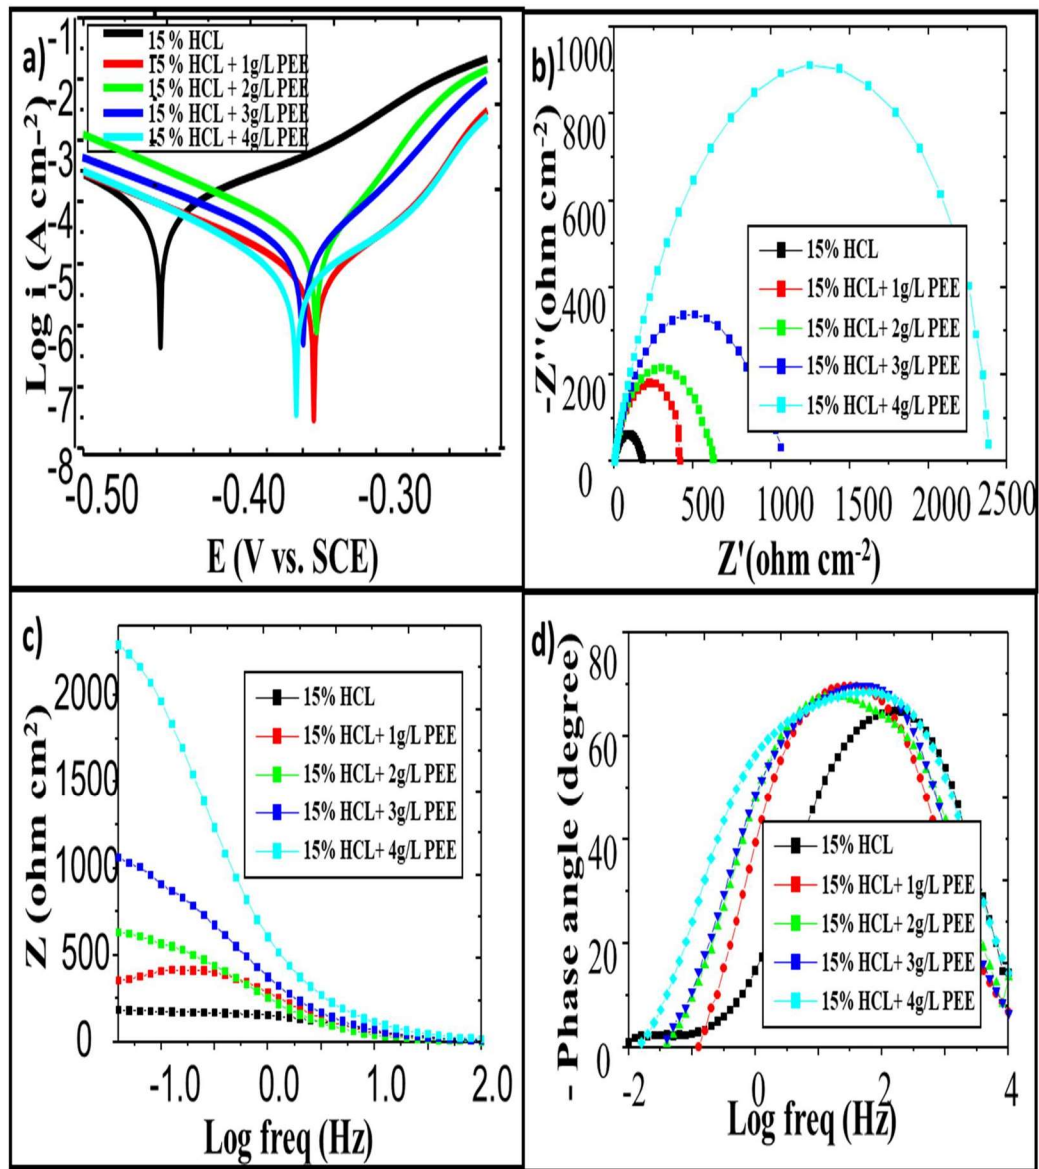 a)
15% HCL
15% HCL + 1g/L PEE
15% HCL + 2g/L PEE
15% HCL + 3g/L PEE
15% HCL + 4g/L PEE
Log i (A cm⁻²)
-1
-2
-3
-4
-5
-6
-7
-8
-0.50 -0.40 -0.30
E (V vs. SCE)
b)
-Z''(ohm cm⁻²)
1000
800
600
400
200
0
15% HCL
15% HCL+ 1g/L PEE
15% HCL+ 2g/L PEE
15% HCL+ 3g/L PEE
15% HCL+ 4g/L PEE
0 500 1000 1500 2000 2500
Z'(ohm cm⁻²)
c)
Z (ohm cm²)
2000
1500
1000
500
0
15% HCL
15% HCL+ 1g/L PEE
15% HCL+ 2g/L PEE
15% HCL+ 3g/L PEE
15% HCL+ 4g/L PEE
-1.0 0.0 1.0 2.0
Log freq (Hz)
d)
- Phase angle (degree)
80
60
40
20
0
15% HCL
15% HCL+ 1g/L PEE
15% HCL+ 2g/L PEE
15% HCL+ 3g/L PEE
15% HCL+ 4g/L PEE
-2 0 2 4
Log freq (Hz)